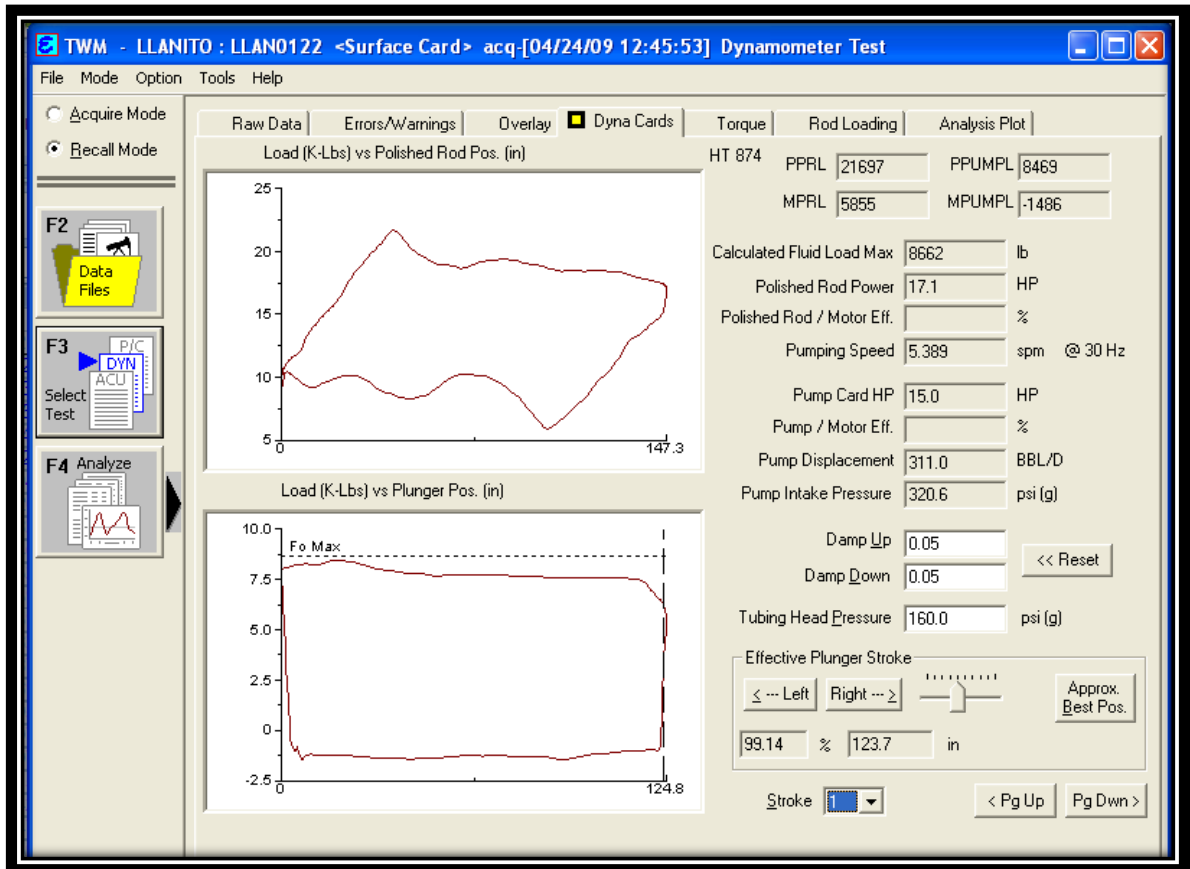 TWM - LLANITO : LLAN0122 <Surface Card> acq-[04/24/09 12:45:53] Dynamometer Test
File Mode Option Tools Help
Acquire Mode
Recall Mode
F2
Data Files
F3
P/C
DYN
ACU
Select Test
F4 Analyze
Raw Data Errors/Warnings Overlay Dyna Cards Torque Rod Loading Analysis Plot
Load (K-Lbs) vs Polished Rod Pos. (in)
25
20
15
10
5
0 147.3
Load (K-Lbs) vs Plunger Pos. (in)
10.0
Fo Max
7.5
5.0
2.5
0
-2.5
0 124.8
HT 874
PPRL 21697 PPUMPL 8469
MPRL 5855 MPUMPL -1486
Calculated Fluid Load Max 8662 lb
Polished Rod Power 17.1 HP
Polished Rod / Motor Eff. %
Pumping Speed 5.389 spm @ 30 Hz
Pump Card HP 15.0 HP
Pump / Motor Eff. %
Pump Displacement 311.0 BBL/D
Pump Intake Pressure 320.6 psi (g)
Damp Up 0.05
<< Reset
Damp Down 0.05
Tubing Head Pressure 160.0 psi (g)
Effective Plunger Stroke
< --- Left Right --- >
Approx. Best Pos.
99.14 % 123.7 in
Stroke 1
< Pg Up Pg Dwn >